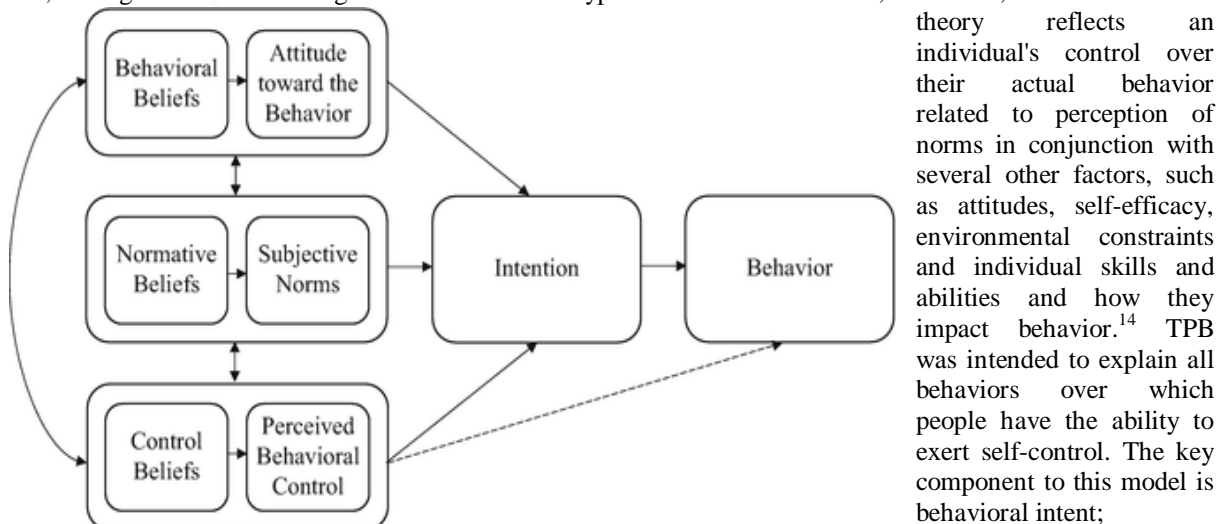 Behavioral
Beliefs
Attitude
toward the
Behavior
Normative
Beliefs
Subjective
Norms
Intention
Behavior
Control
Beliefs
Perceived
Behavioral
Control
theory reflects an
individual's control over
their actual behavior
related to perception of
norms in conjunction with
several other factors, such
as attitudes, self-efficacy,
environmental constraints
and individual skills and
abilities and how they
impact behavior.14 TPB
was intended to explain all
behaviors over which
people have the ability to
exert self-control. The key
component to this model is
behavioral intent;